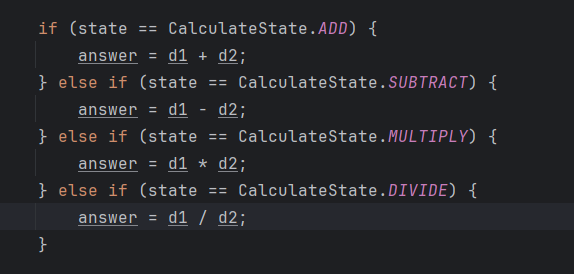 if (state == CalculateState.ADD) {
    answer = d1 + d2;
} else if (state == CalculateState.SUBTRACT) {
    answer = d1 - d2;
} else if (state == CalculateState.MULTIPLY) {
    answer = d1 * d2;
} else if (state == CalculateState.DIVIDE) {
    answer = d1 / d2;
}